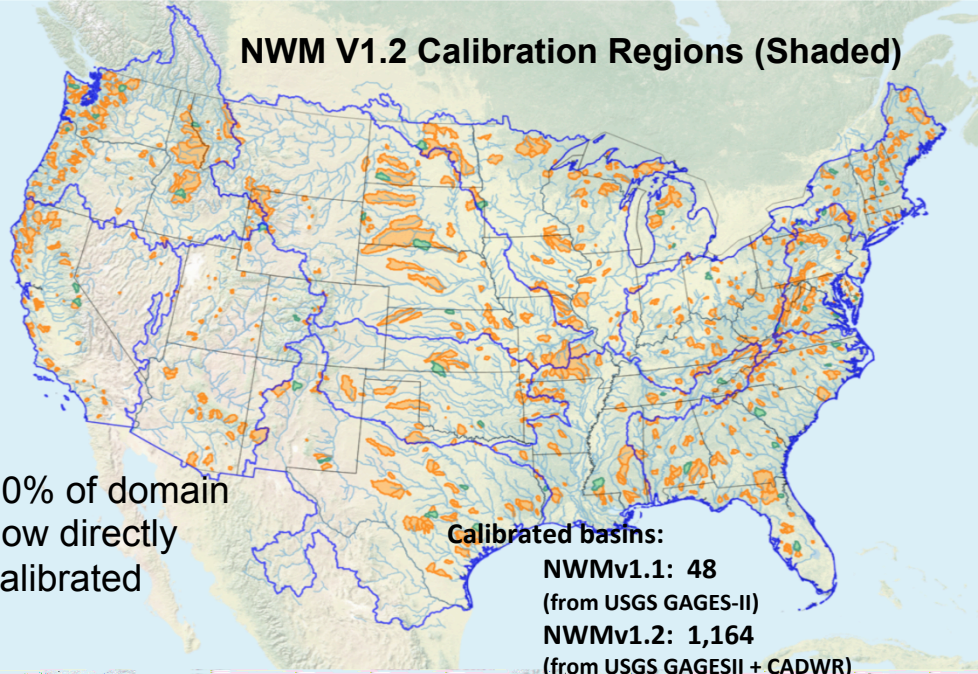 NWM V1.2 Calibration Regions (Shaded)
0% of domain
ow directly
alibrated
Calibrated basins:
NWMv1.1: 48
(from USGS GAGES-II)
NWMv1.2: 1,164
(from USGS GAGESII + CADWR)